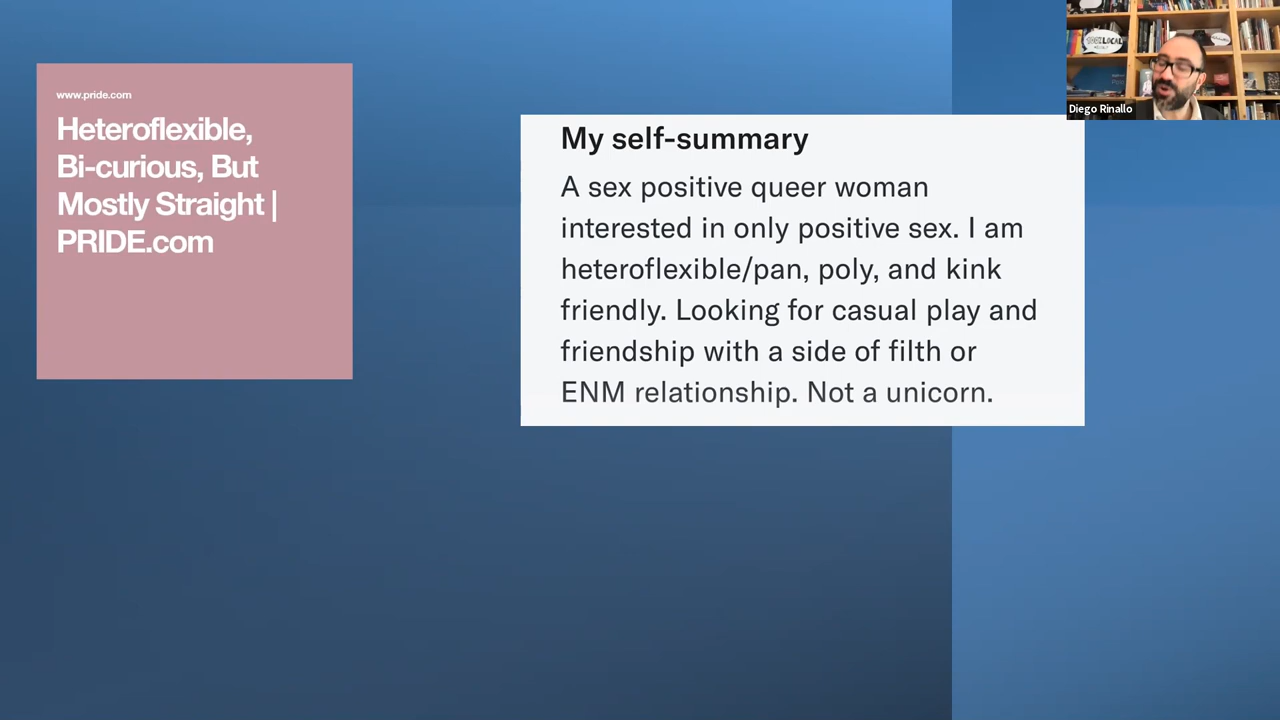 www.pride.com
Heteroflexible,
Bi-curious, But
Mostly Straight |
PRIDE.com
My self-summary
A sex positive queer woman
interested in only positive sex. I am
heteroflexible/pan, poly, and kink
friendly. Looking for casual play and
friendship with a side of filth or
ENM relationship. Not a unicorn.
Diego Rinallo